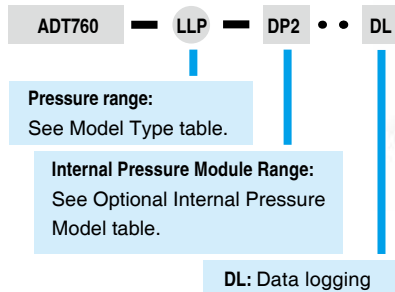 ADT760 — LLP — DP2 • • DL
Pressure range:
See Model Type table.
Internal Pressure Module Range:
See Optional Internal Pressure
Model table.
DL: Data logging